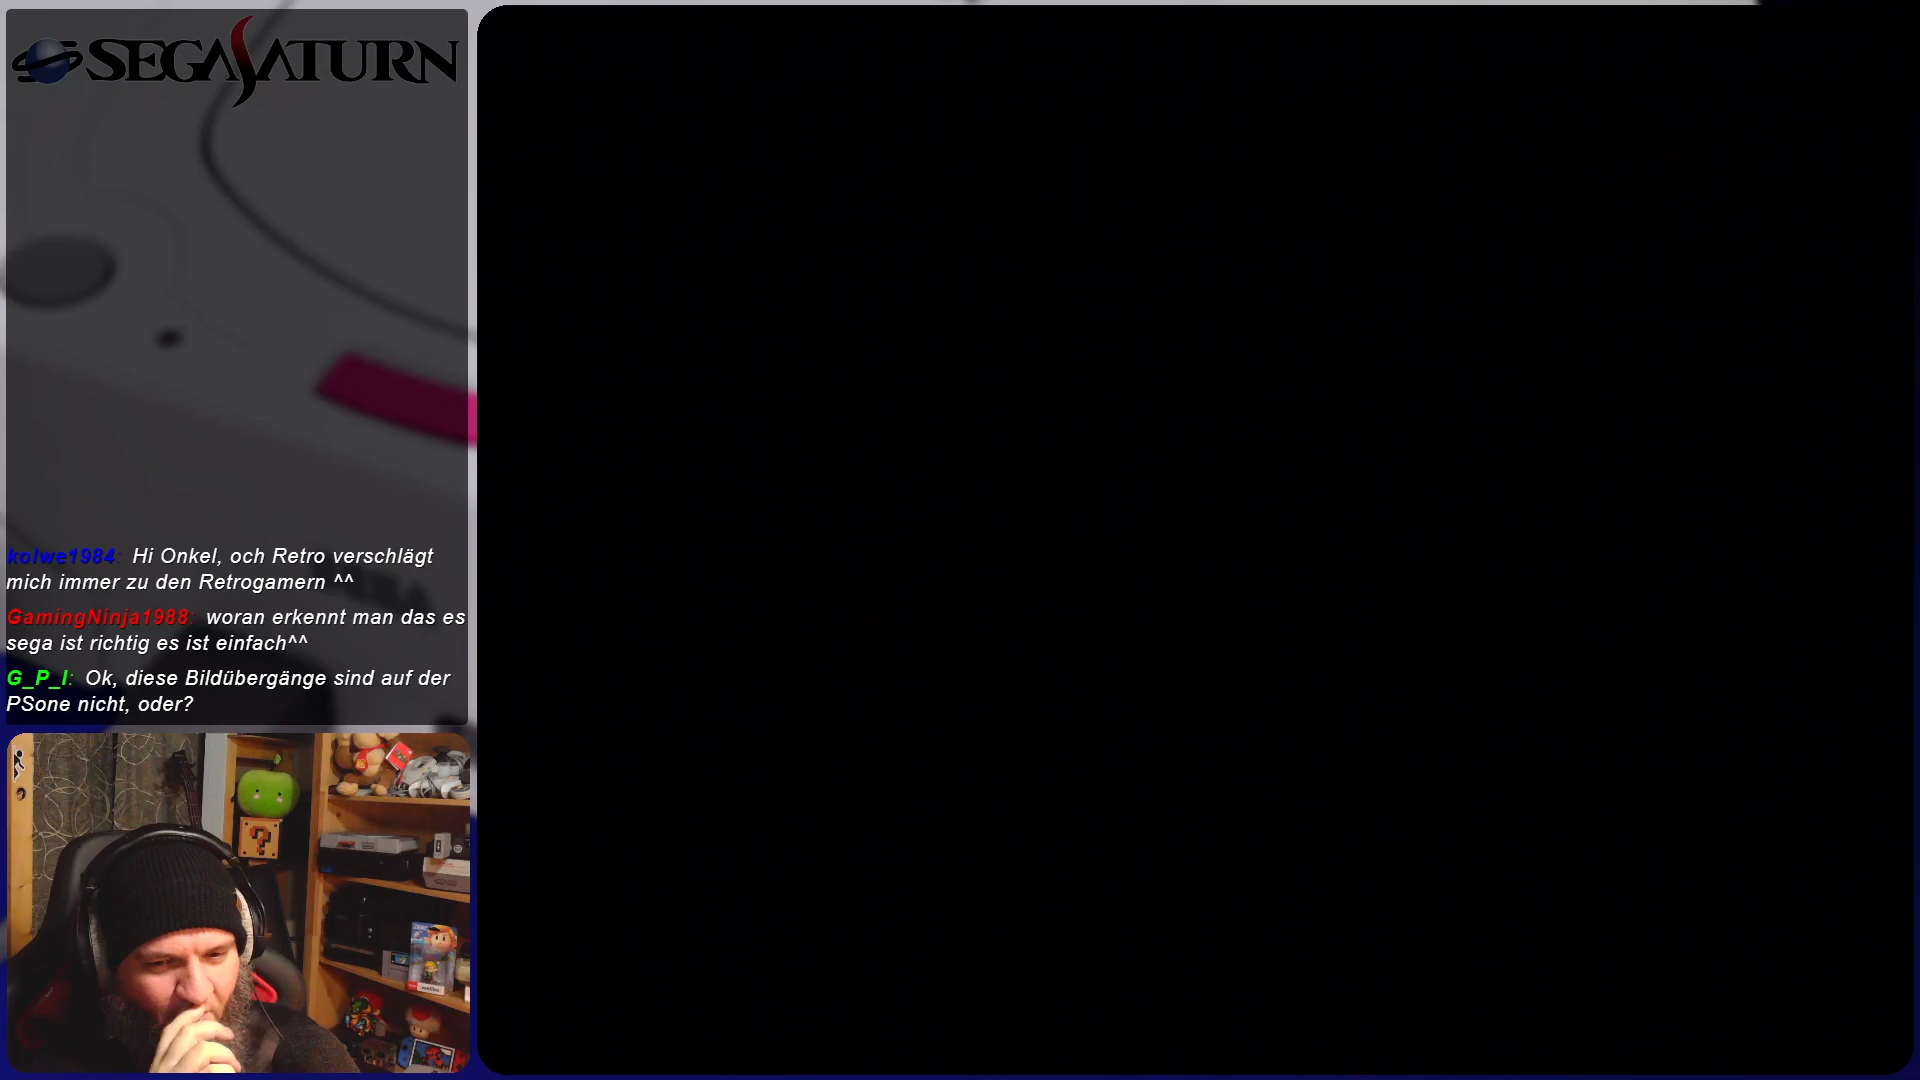 SEGA SATURN
kolwe1984: Hi Onkel, och Retro verschlägt
mich immer zu den Retrogamern ^^
GamingNinja1988: woran erkennt man das es
sega ist richtig es ist einfach^^
G_P_I: Ok, diese Bildübergänge sind auf der
PSone nicht, oder?